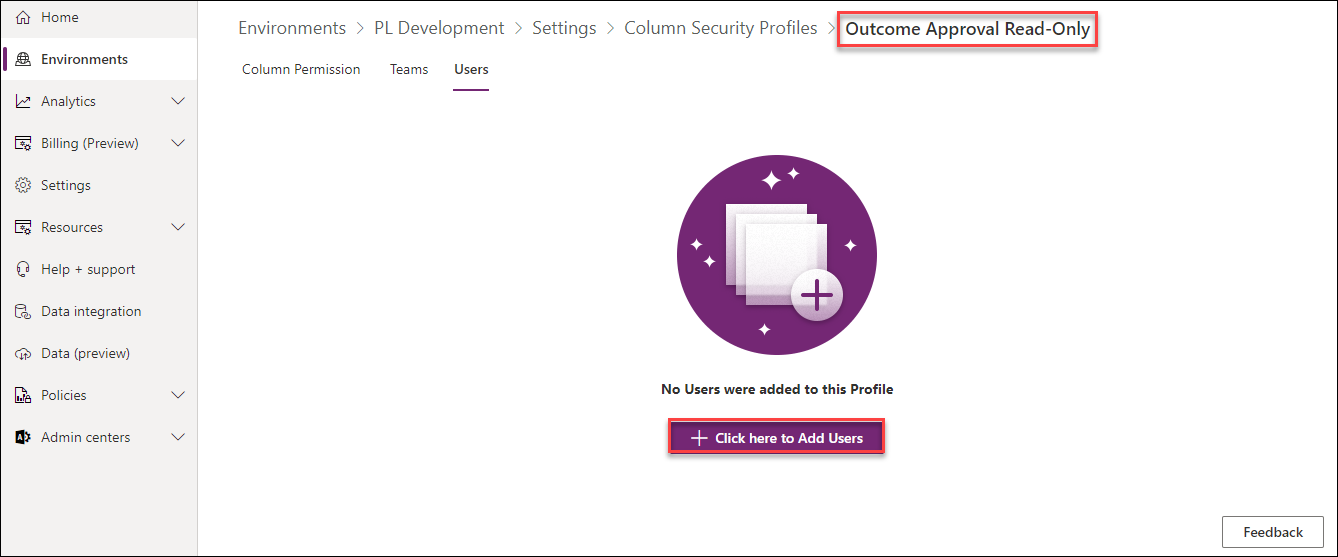 Home
Environments
Analytics
Billing (Preview)
Settings
Resources
Help + support
Data integration
Data (preview)
Policies
Admin centers
Environments > PL Development > Settings > Column Security Profiles > Outcome Approval Read-Only
Column Permission Teams Users
No Users were added to this Profile
+ Click here to Add Users
Feedback